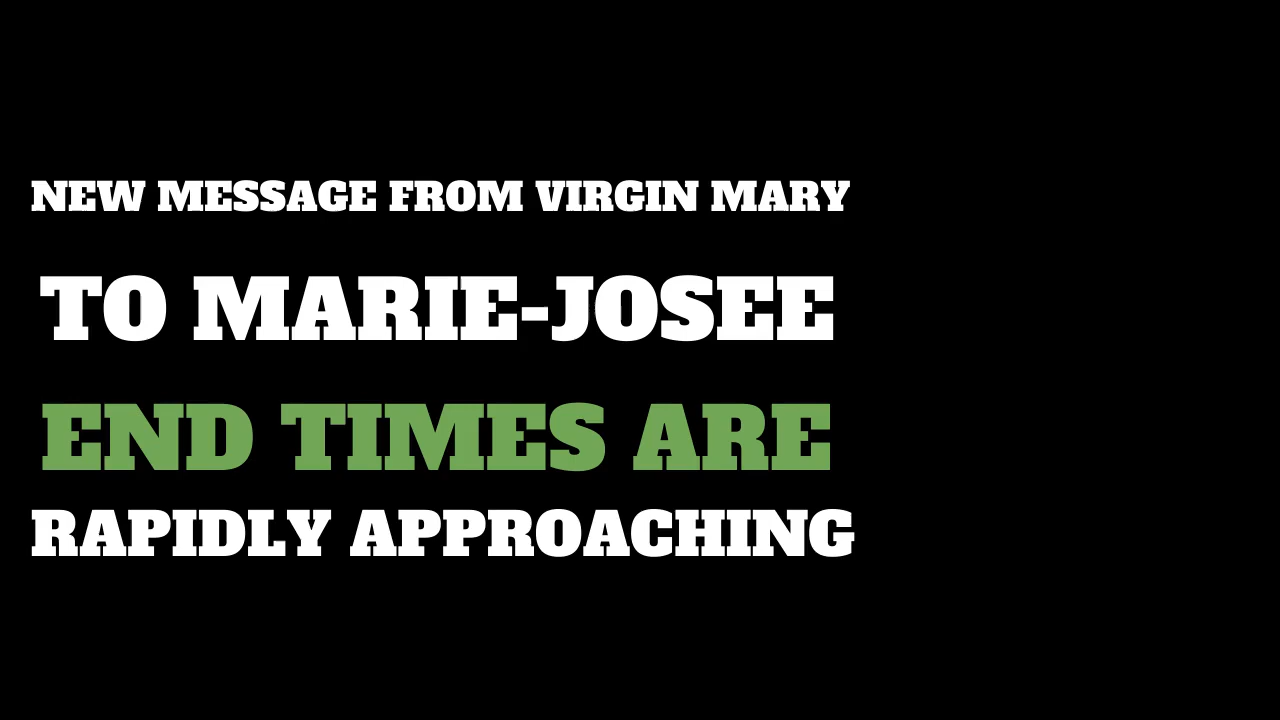 NEW MESSAGE FROM VIRGIN MARY
TO MARIE-JOSEE
END TIMES ARE
RAPIDLY APPROACHING